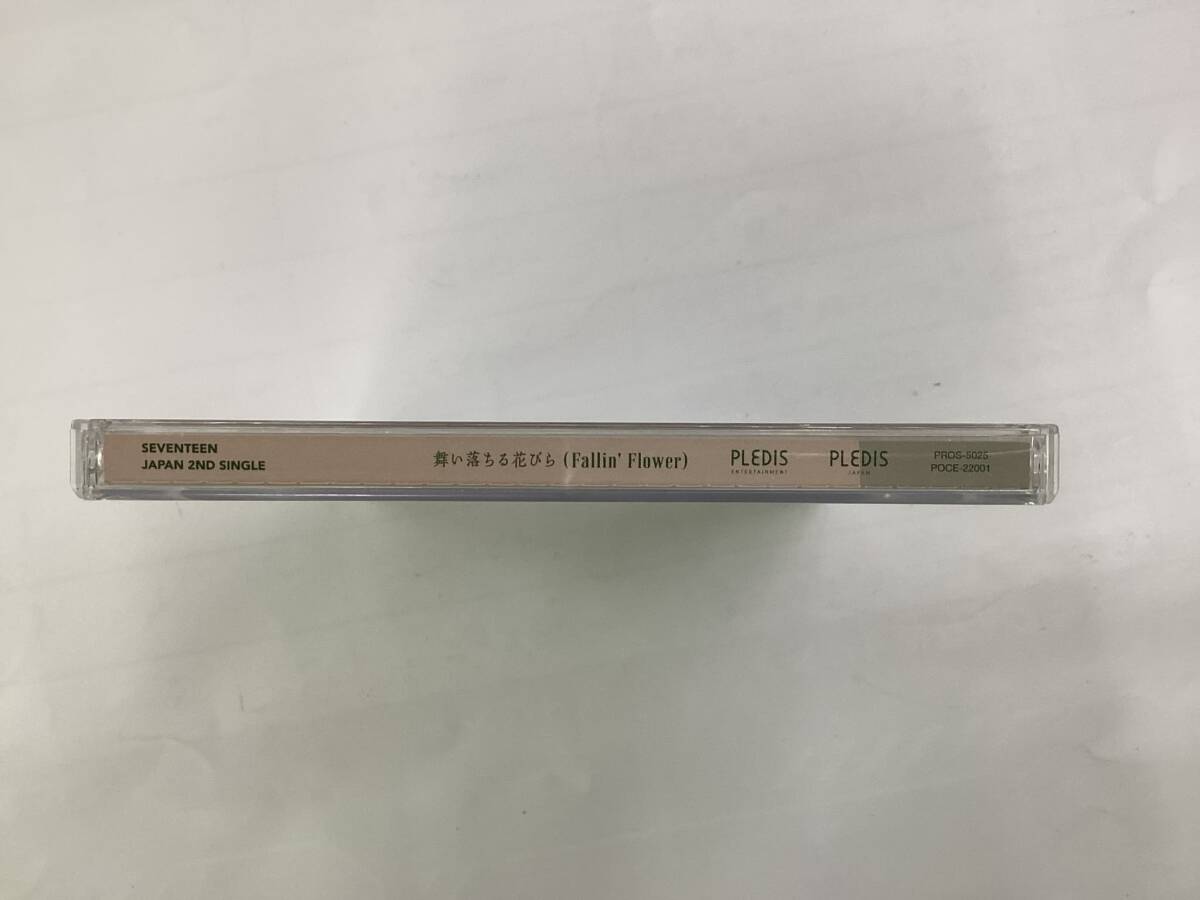 SEVENTEEN
JAPAN 2ND SINGLE
舞い落ちる花びら (Fallin' Flower)
PLEDIS
ENTERTAINMENT
PLEDIS
JAPAN
PROS-5025
POCE-22001